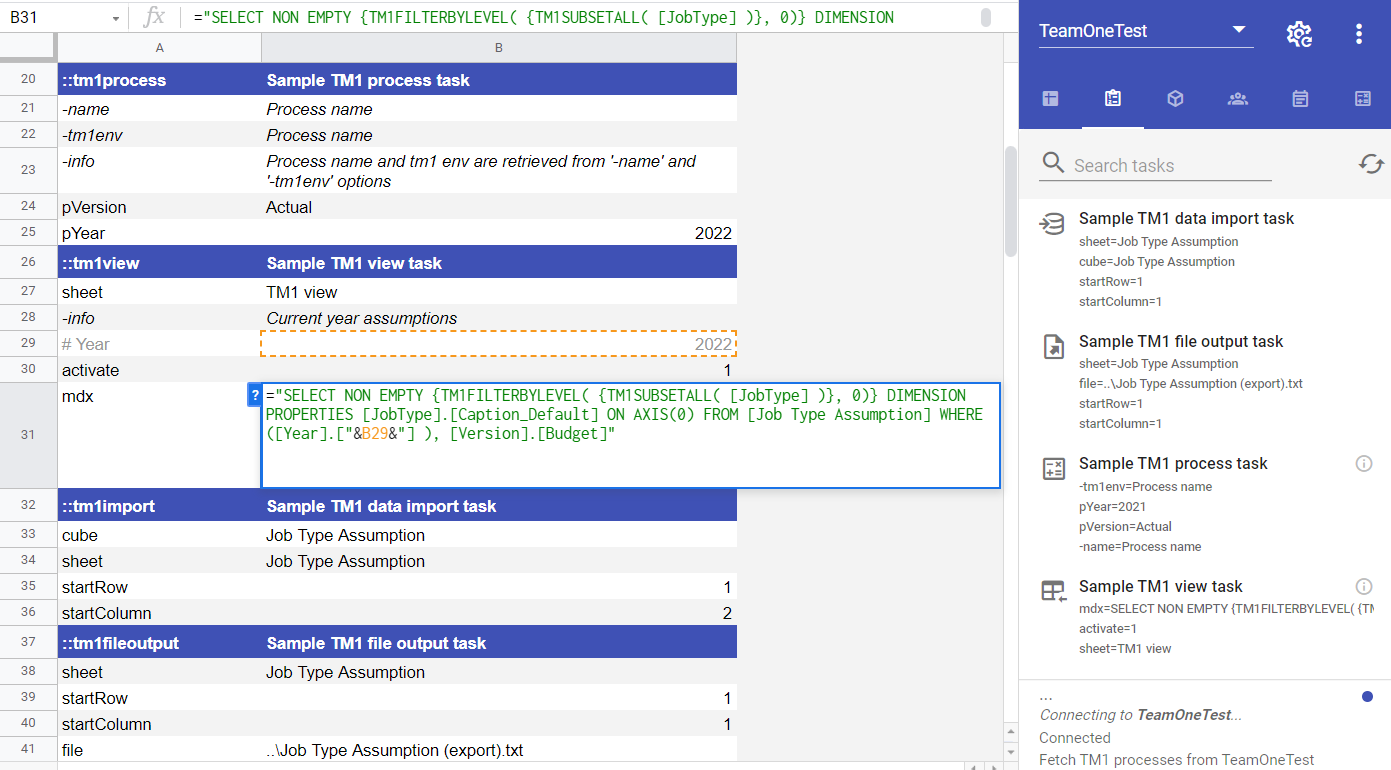 B31 fx ="SELECT NON EMPTY {TM1FILTERBYLEVEL( {TM1SUBSETALL( [JobType] )}, 0)} DIMENSION
A B
20 ::tm1process Sample TM1 process task
21 -name Process name
22 -tm1env Process name
23 -info Process name and tm1 env are retrieved from '-name' and
'-tm1env' options
24 pVersion Actual
25 pYear 2022
26 ::tm1view Sample TM1 view task
27 sheet TM1 view
28 -info Current year assumptions
29 # Year 2022
30 activate 1
31 mdx ? ="SELECT NON EMPTY {TM1FILTERBYLEVEL( {TM1SUBSETALL( [JobType] )}, 0)} DIMENSION
PROPERTIES [JobType].[Caption_Default] ON AXIS(0) FROM [Job Type Assumption] WHERE
([Year].["&B29&"] ), [Version].[Budget]"
32 ::tm1import Sample TM1 data import task
33 cube Job Type Assumption
34 sheet Job Type Assumption
35 startRow 1
36 startColumn 2
37 ::tm1fileoutput Sample TM1 file output task
38 sheet Job Type Assumption
39 startRow 1
40 startColumn 1
41 file ..\Job Type Assumption (export).txt
TeamOneTest
Search tasks
Sample TM1 data import task
sheet=Job Type Assumption
cube=Job Type Assumption
startRow=1
startColumn=1
Sample TM1 file output task
sheet=Job Type Assumption
file=..\Job Type Assumption (export).txt
startRow=1
startColumn=1
Sample TM1 process task
-tm1env=Process name
pYear=2021
pVersion=Actual
-name=Process name
Sample TM1 view task
mdx=SELECT NON EMPTY {TM1FILTERBYLEVEL( {TM
activate=1
sheet=TM1 view
...
Connecting to TeamOneTest...
Connected
Fetch TM1 processes from TeamOneTest